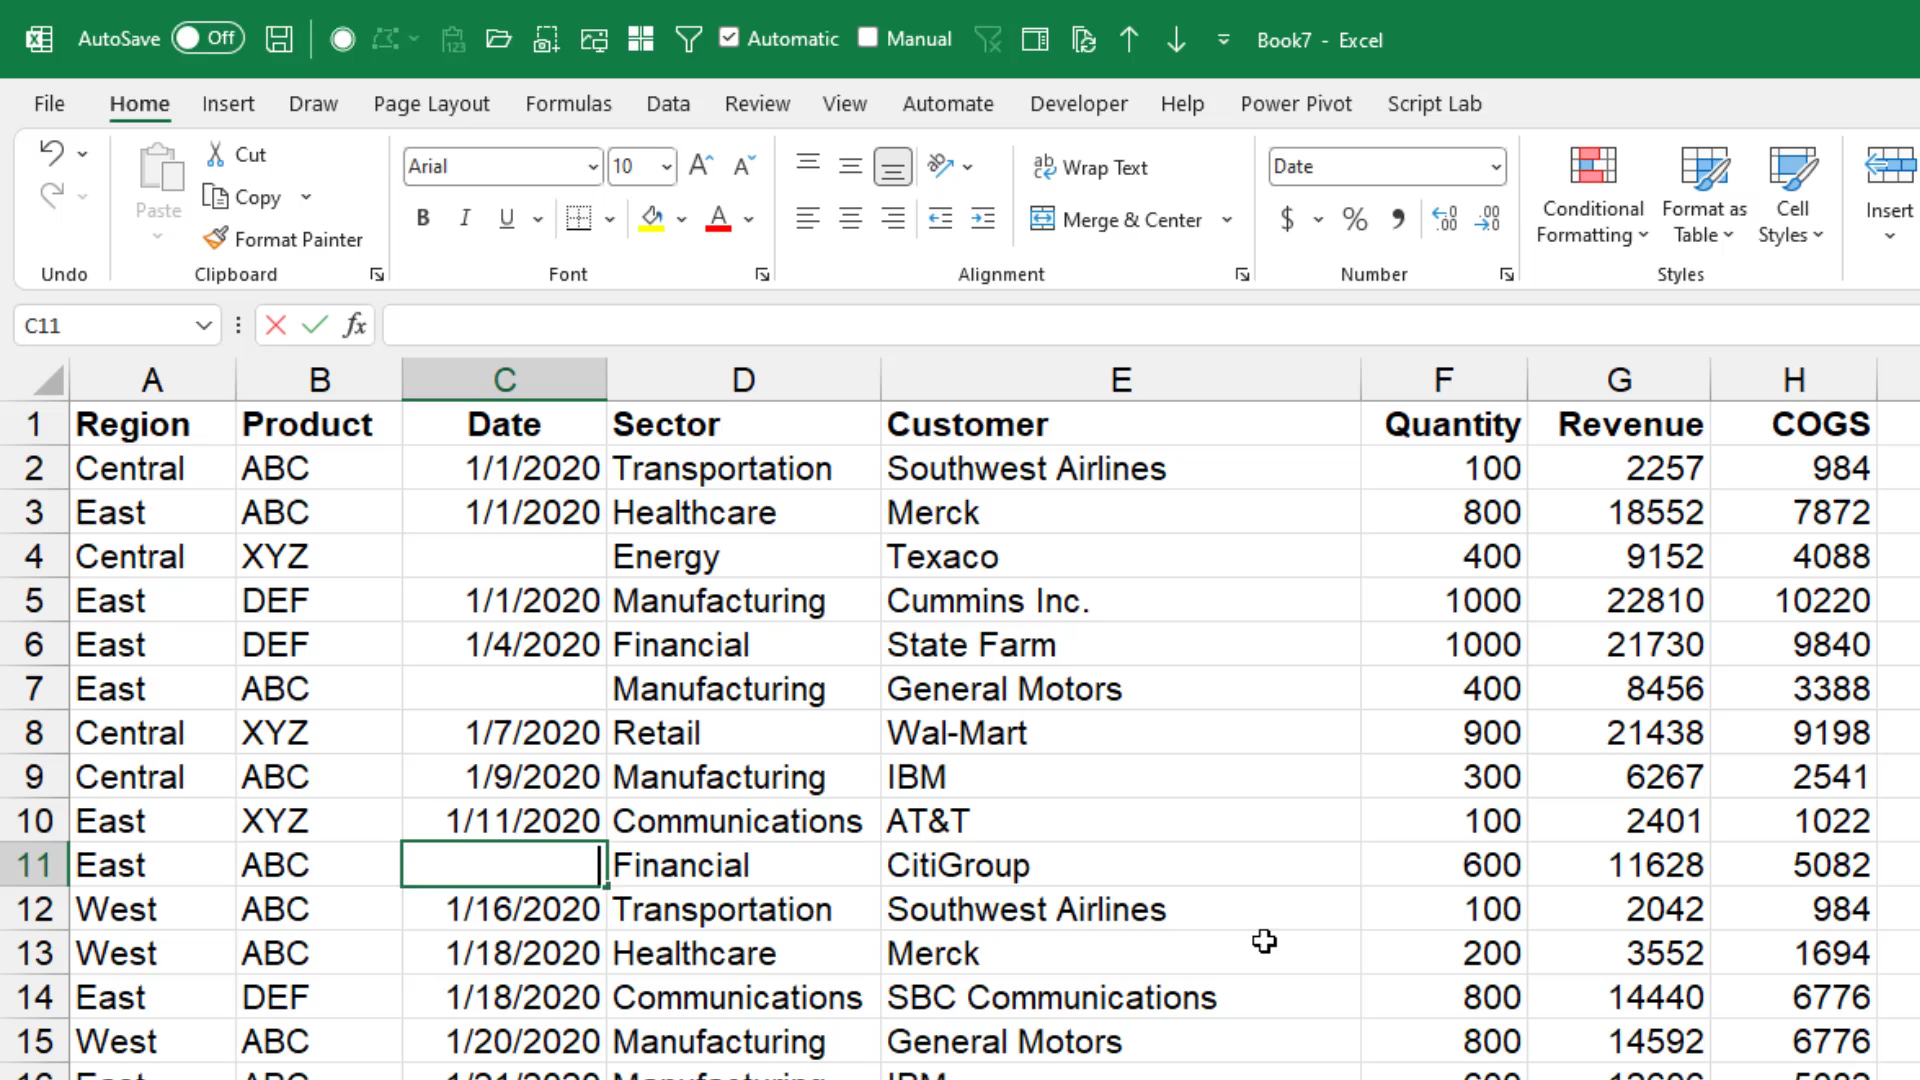 AutoSave Off Automatic Manual Book7 - Excel
File Home Insert Draw Page Layout Formulas Data Review View Automate Developer Help Power Pivot Script Lab
Paste Cut Copy Format Painter
Arial 10 Wrap Text Merge & Center
Date $ % Conditional Formatting Format as Table Cell Styles Insert
Undo Clipboard Font Alignment Number Styles
C11 fx
A B C D E F G H
1 Region Product Date Sector Customer Quantity Revenue COGS
2 Central ABC 1/1/2020 Transportation Southwest Airlines 100 2257 984
3 East ABC 1/1/2020 Healthcare Merck 800 18552 7872
4 Central XYZ Energy Texaco 400 9152 4088
5 East DEF 1/1/2020 Manufacturing Cummins Inc. 1000 22810 10220
6 East DEF 1/4/2020 Financial State Farm 1000 21730 9840
7 East ABC Manufacturing General Motors 400 8456 3388
8 Central XYZ 1/7/2020 Retail Wal-Mart 900 21438 9198
9 Central ABC 1/9/2020 Manufacturing IBM 300 6267 2541
10 East XYZ 1/11/2020 Communications AT&T 100 2401 1022
11 East ABC Financial CitiGroup 600 11628 5082
12 West ABC 1/16/2020 Transportation Southwest Airlines 100 2042 984
13 West ABC 1/18/2020 Healthcare Merck 200 3552 1694
14 East DEF 1/18/2020 Communications SBC Communications 800 14440 6776
15 West ABC 1/20/2020 Manufacturing General Motors 800 14592 6776